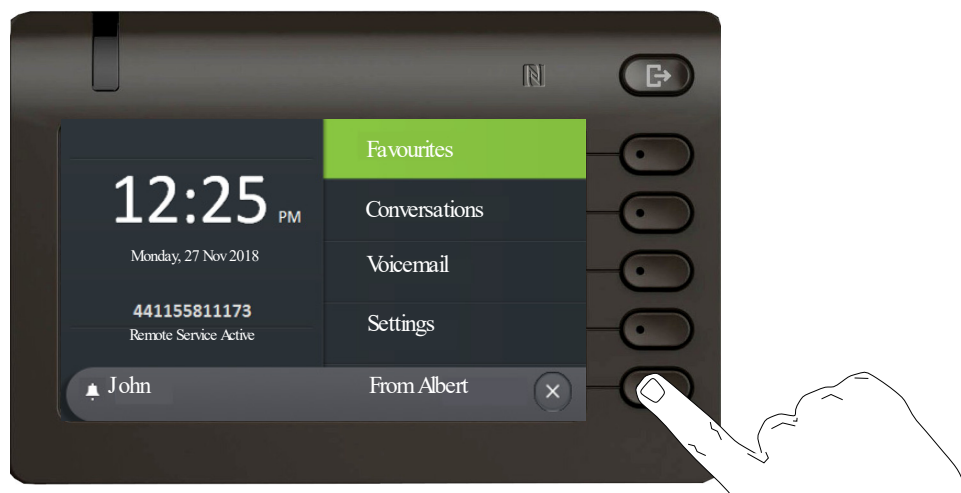 Favourites
12:25 PM
Conversations
Monday, 27 Nov 2018
Voicemail
441155811173
Remote Service Active
Settings
John
From Albert